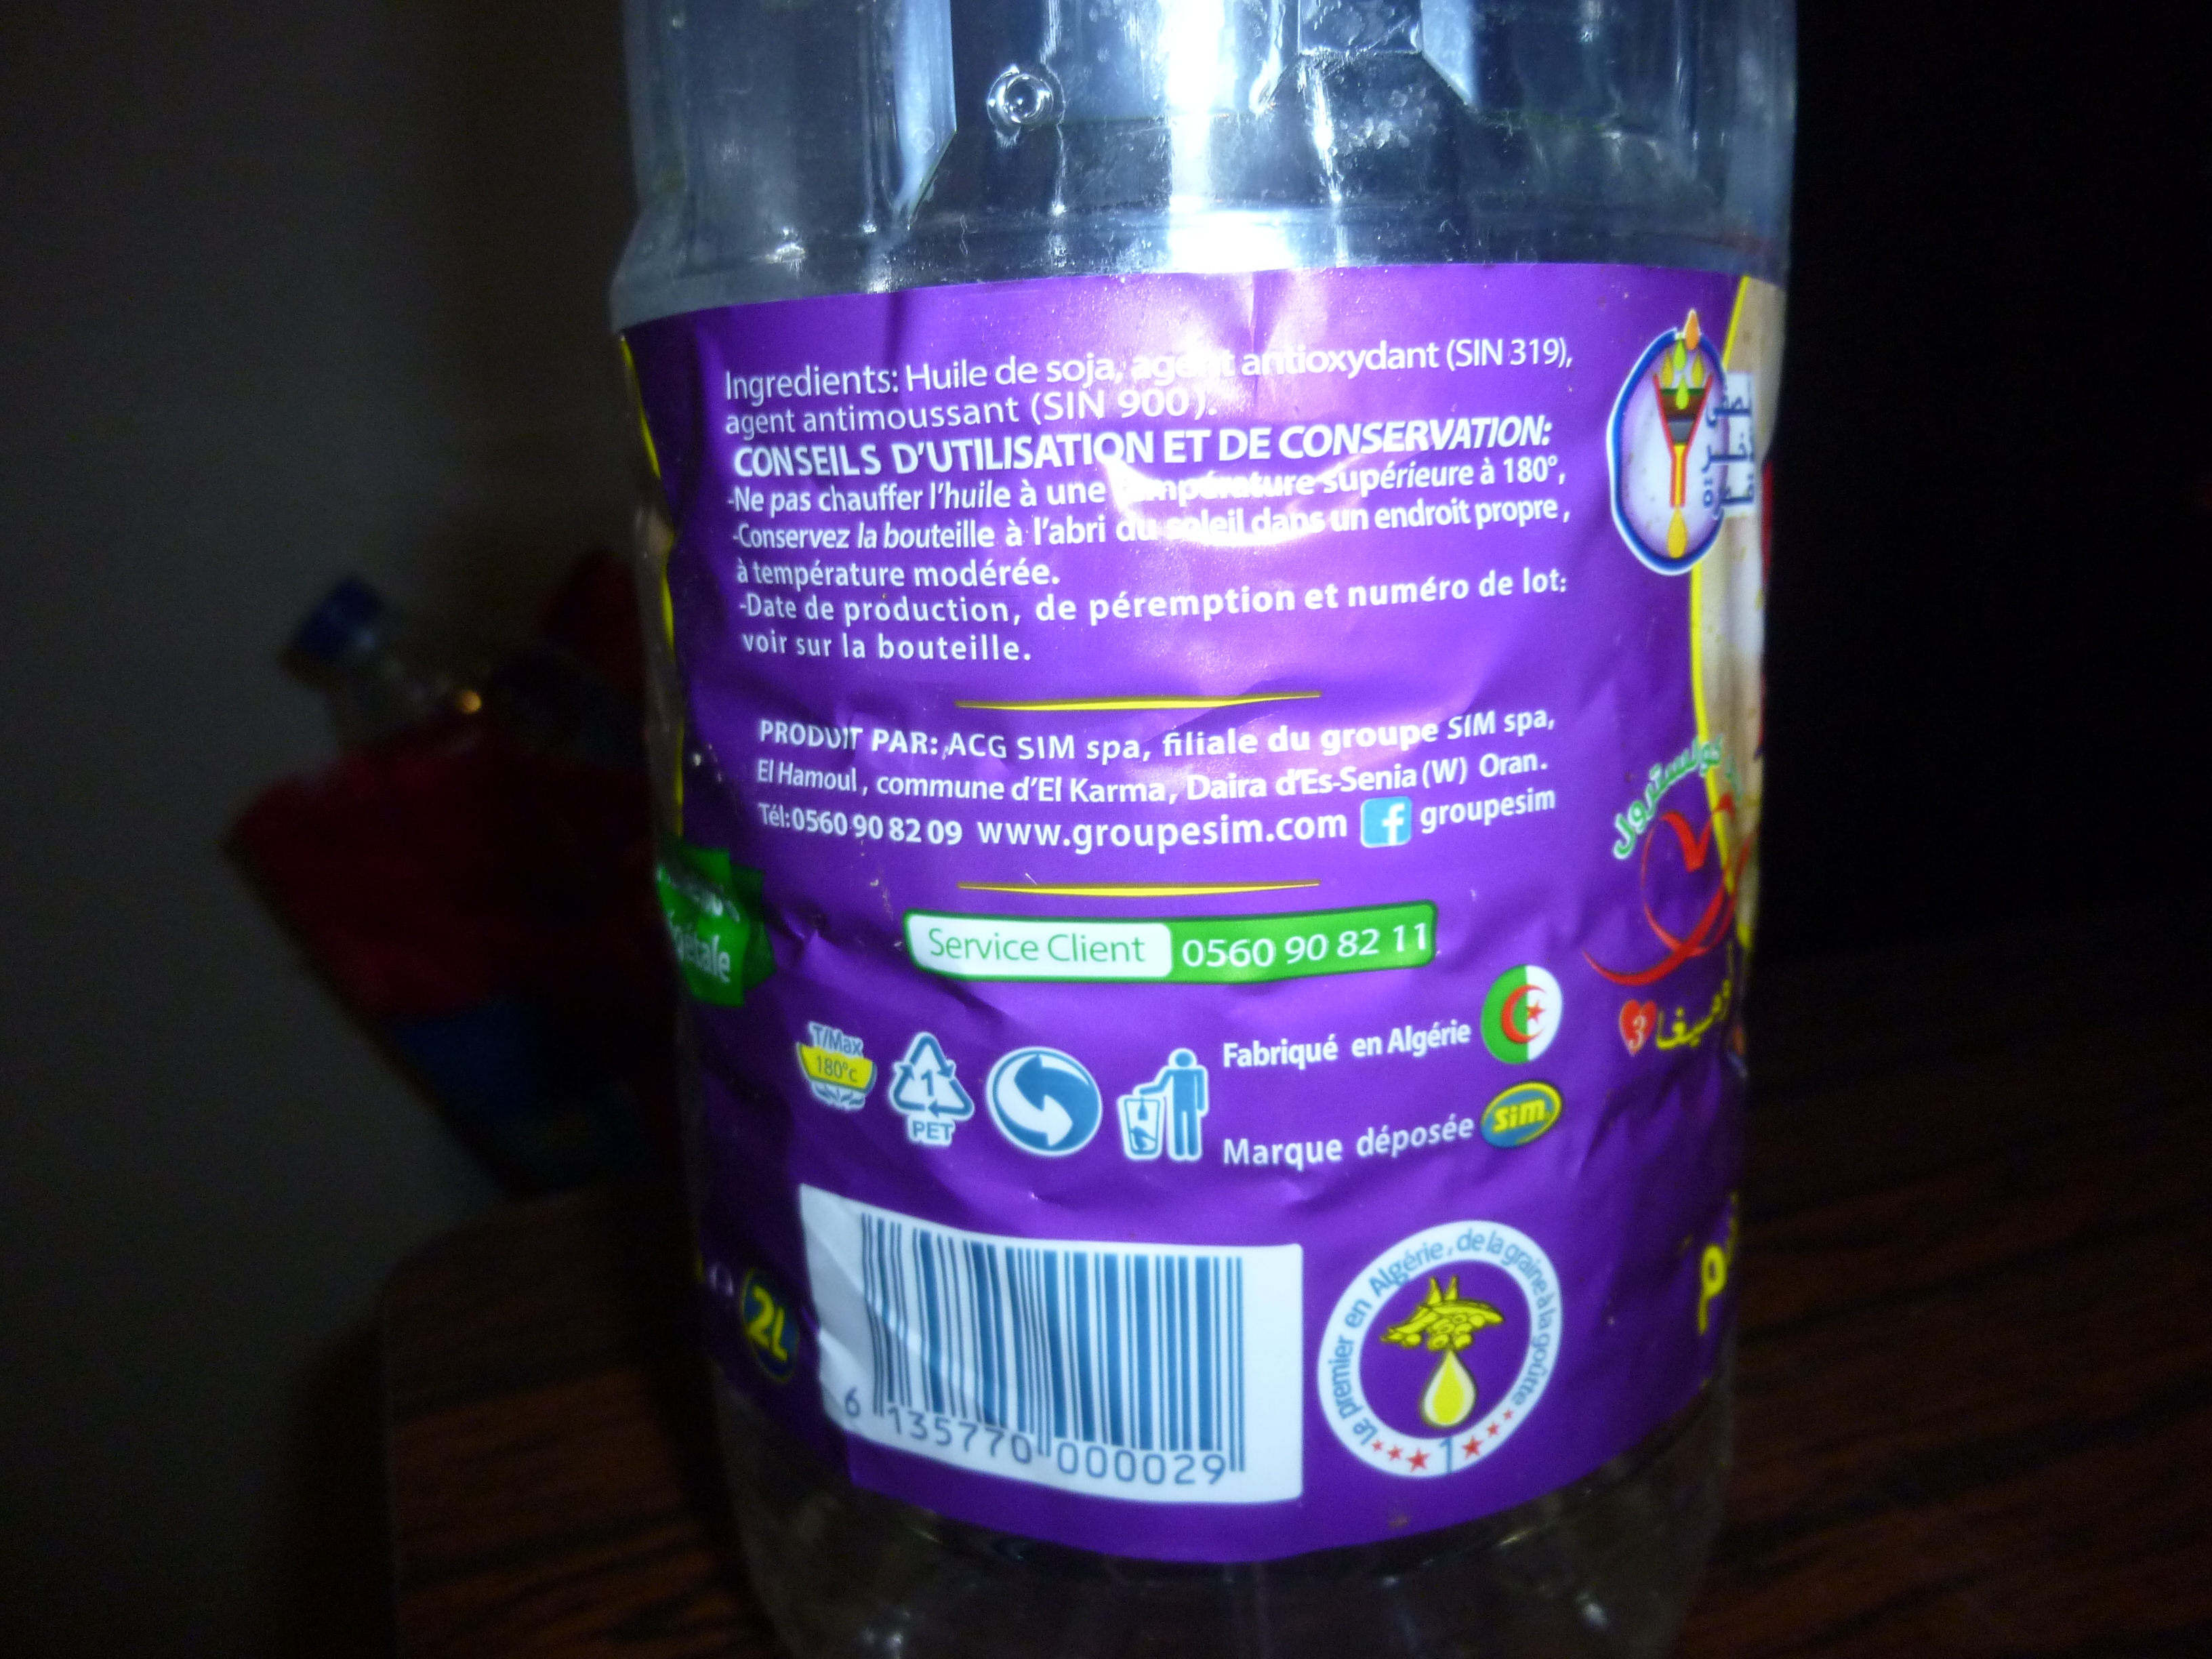 Ingredients: Huile de soja, agent antioxydant (SIN 319),
agent antimoussant (SIN 900).
CONSEILS D'UTILISATION ET DE CONSERVATION:
-Ne pas chauffer l'huile à une température supérieure à 180°,
-Conservez la bouteille à l'abri du soleil dans un endroit propre,
à température modérée.
-Date de production, de péremption et numéro de lot:
voir sur la bouteille.
PRODUIT PAR: ACG SIM spa, filiale du groupe SIM spa,
El Hamoul, commune d'El Karma, Daira d'Es-Senia (W) Oran.
Tél:0560 90 82 09 www.groupesim.com f groupesim
Service Client 0560 90 82 11
T/Max
180°c
1
PET
Fabriqué en Algérie
Marque déposée sim
2L
6 135770 000029
Le premier en Algérie, de la graine à la goûtte
1
كولسترول
3